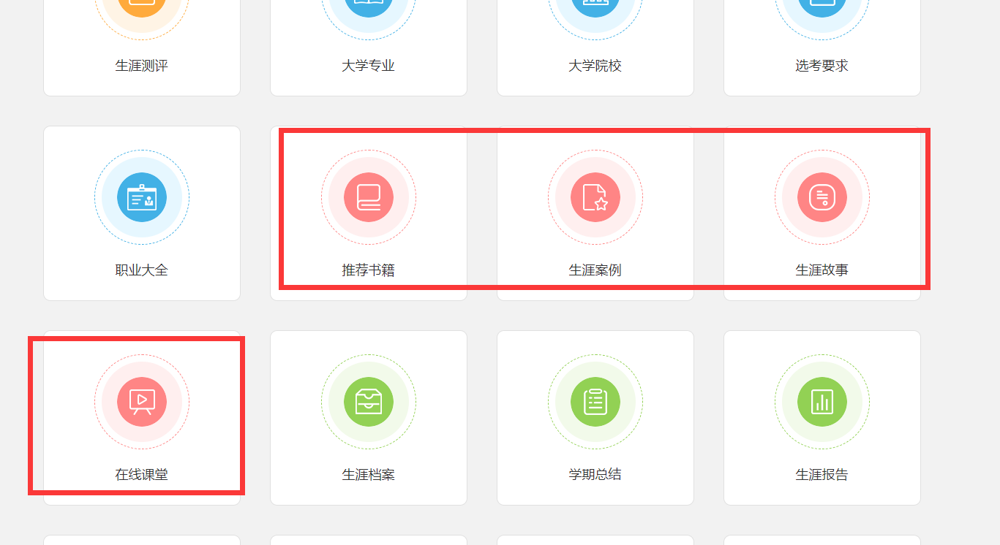 生涯测评
大学专业
大学院校
选考要求
职业大全
推荐书籍
生涯案例
生涯故事
在线课堂
生涯档案
学期总结
生涯报告